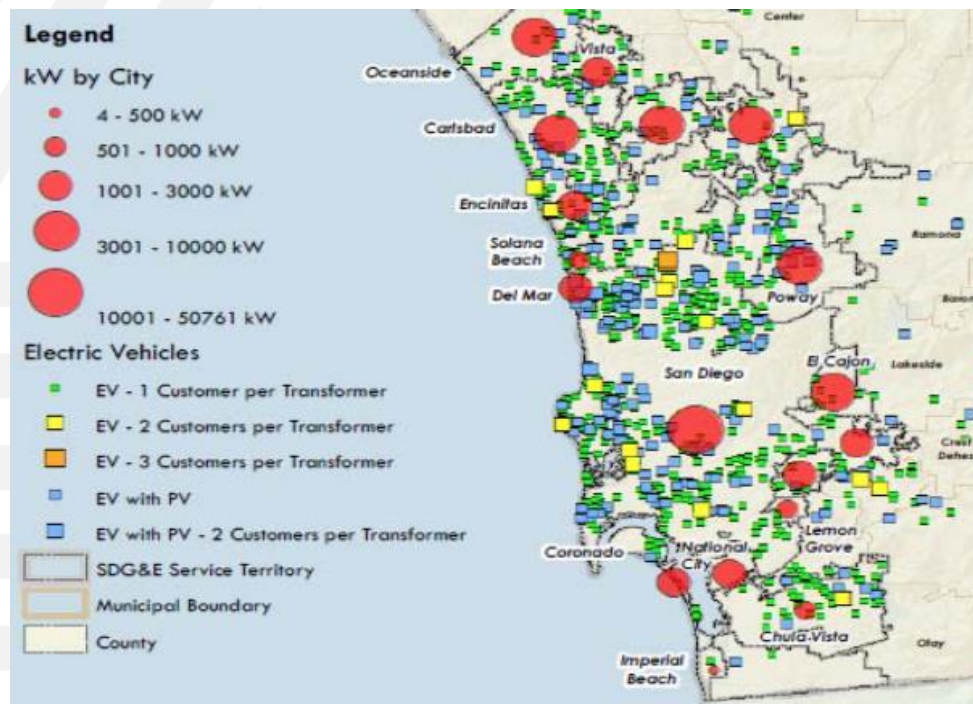 Legend
kW by City
4 - 500 kW
501 - 1000 kW
1001 - 3000 kW
3001 - 10000 kW
10001 - 50761 kW
Electric Vehicles
EV - 1 Customer per Transformer
EV - 2 Customers per Transformer
EV - 3 Customers per Transformer
EV with PV
EV with PV - 2 Customers per Transformer
SDG&E Service Territory
Municipal Boundary
County
Center
Vista
Oceanside
Carlsbad
Encinitas
Solana
Beach
Del Mar
Ramona
Poway
San Diego
El Cajon
Lakeside
Lemon
Grove
Coronado
National
City
Chula Vista
Otay
Imperial
Beach